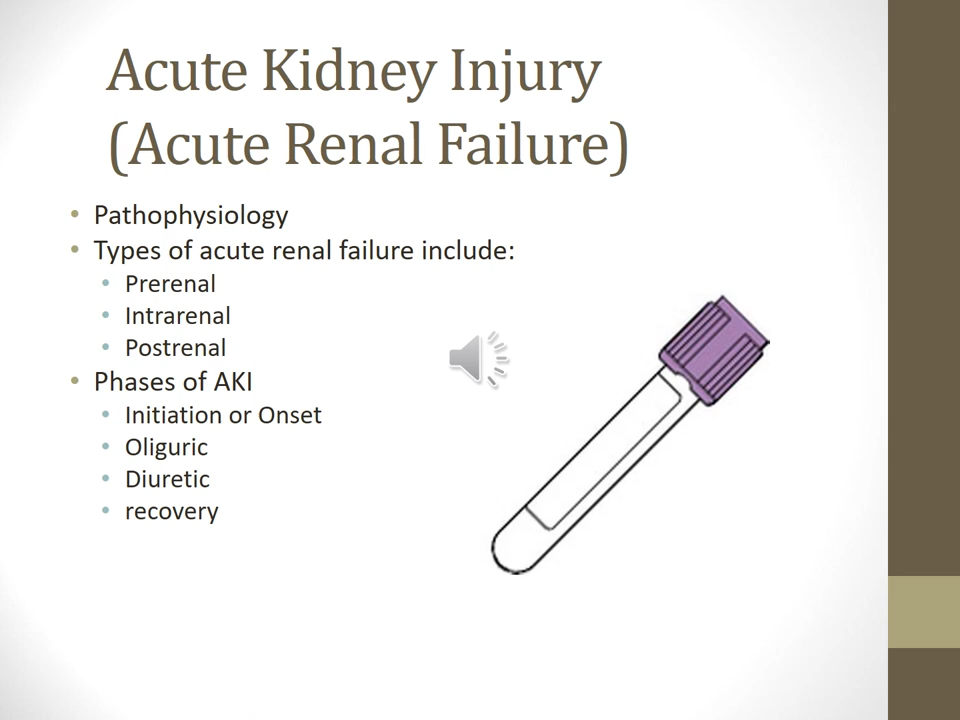 Acute Kidney Injury
(Acute Renal Failure)
• Pathophysiology
• Types of acute renal failure include:
• Prerenal
• Intrarenal
• Postrenal
• Phases of AKI
• Initiation or Onset
• Oliguric
• Diuretic
• recovery